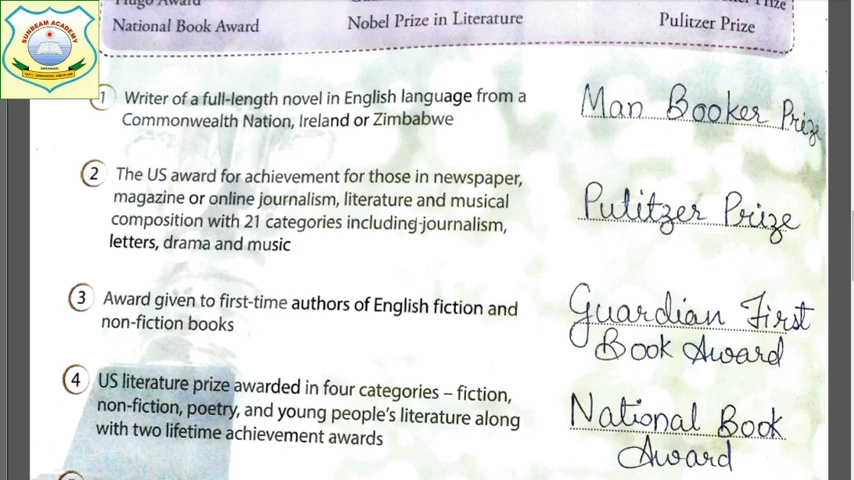 Hugo Award
Prize
National Book Award Nobel Prize in Literature Pulitzer Prize
SUNBEAM ACADEMY
VARANASI
1 Writer of a full-length novel in English language from a Man Booker Prize
Commonwealth Nation, Ireland or Zimbabwe
2 The US award for achievement for those in newspaper,
magazine or online journalism, literature and musical Pulitzer Prize
composition with 21 categories including journalism,
letters, drama and music
3 Award given to first-time authors of English fiction and Guardian First
non-fiction books Book Award
4 US literature prize awarded in four categories – fiction,
non-fiction, poetry, and young people's literature along National Book
with two lifetime achievement awards Award